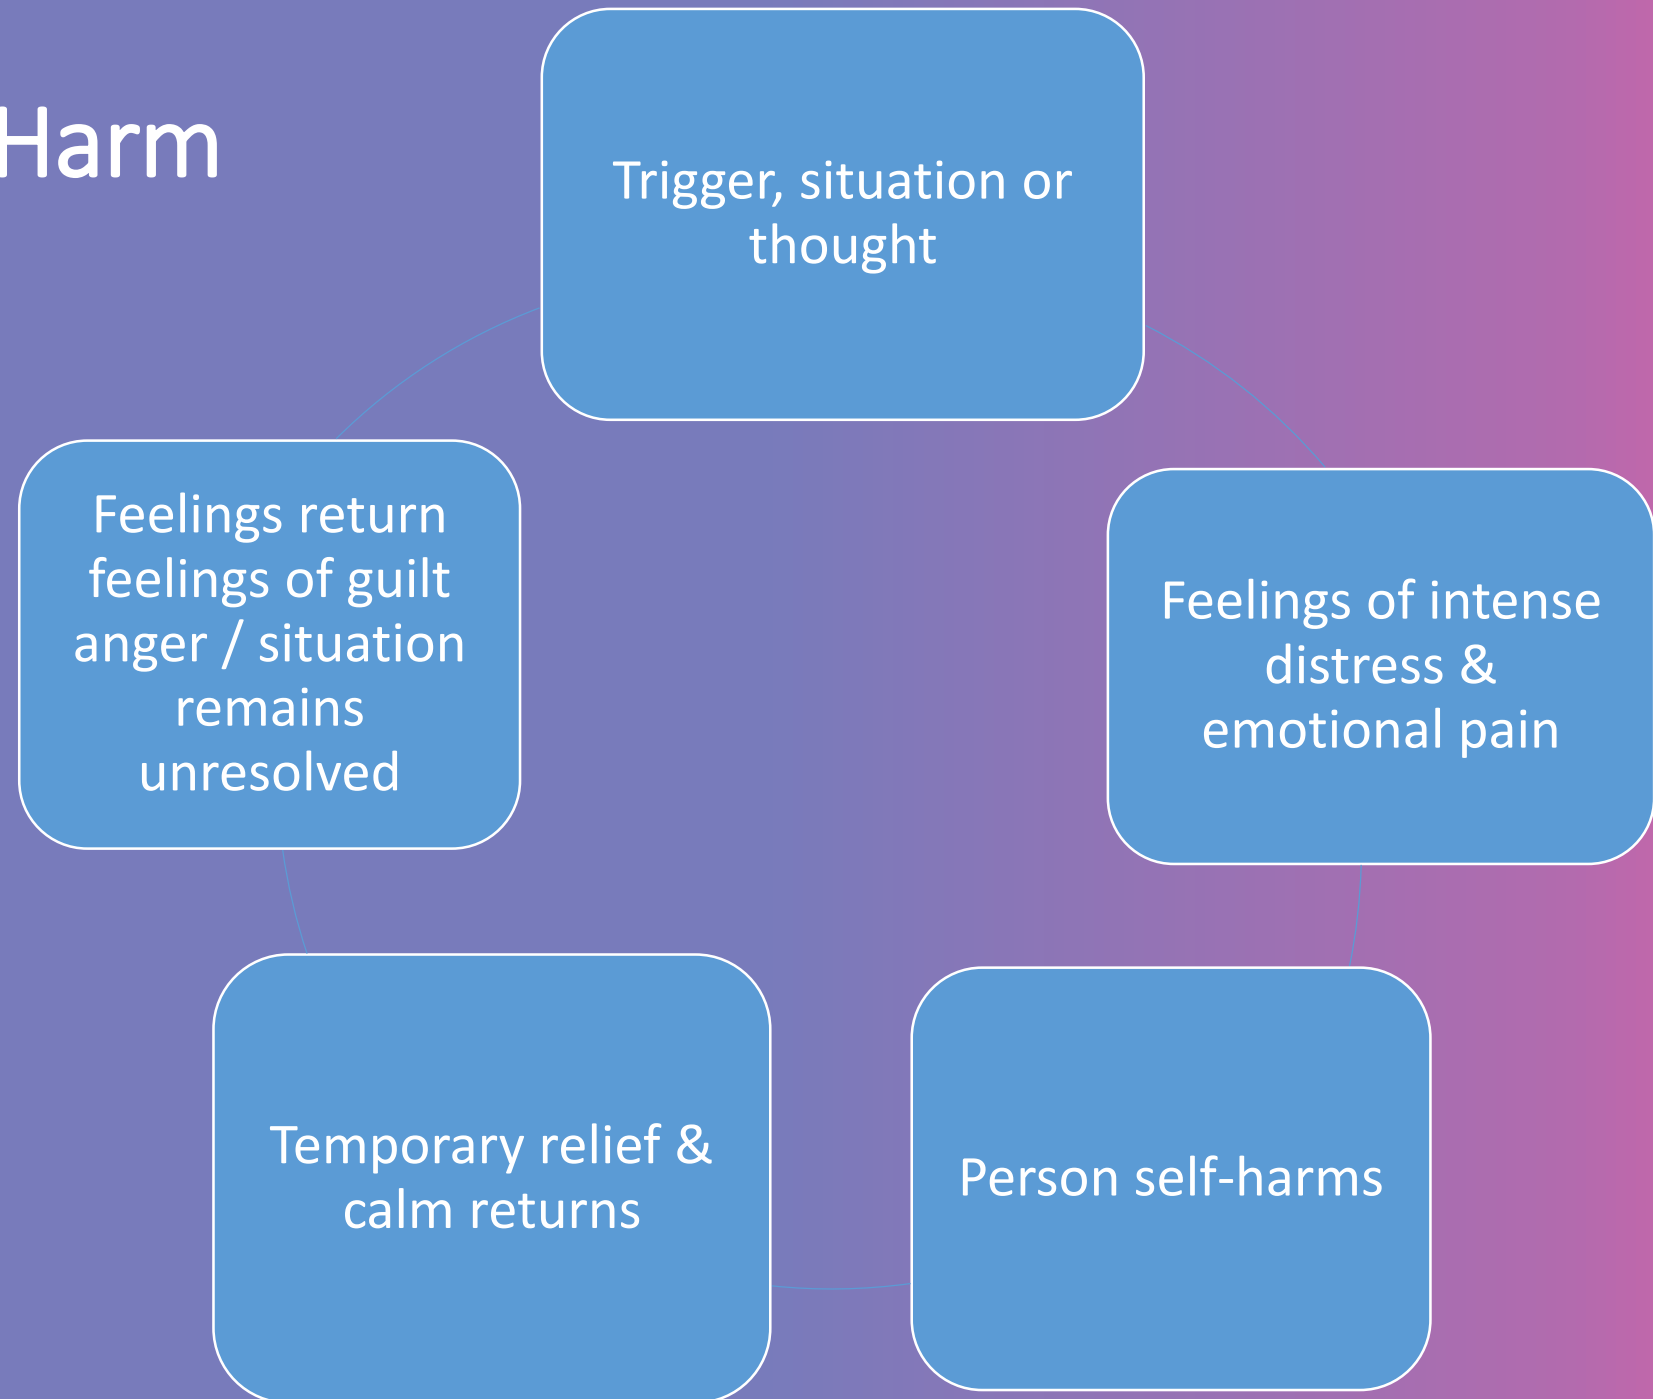 Harm
Trigger, situation or
thought
Feelings of intense
distress &
emotional pain
Person self-harms
Temporary relief &
calm returns
Feelings return
feelings of guilt
anger / situation
remains
unresolved